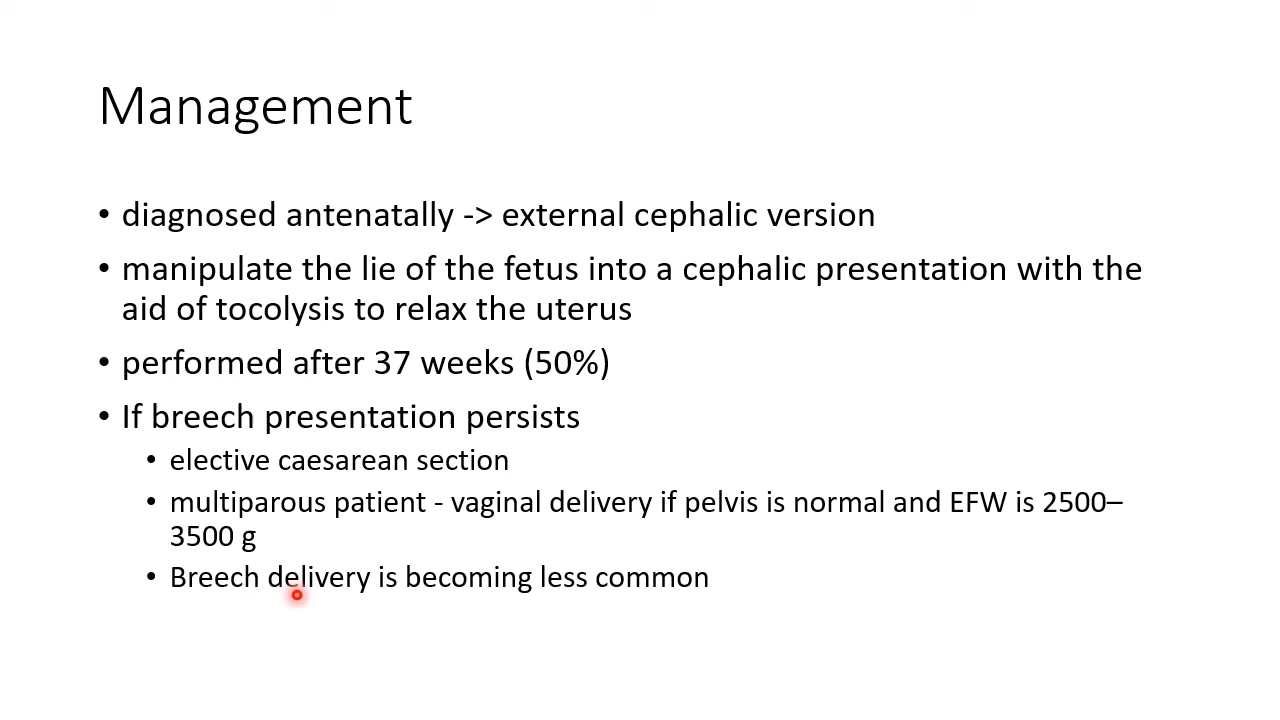 Management
• diagnosed antenatally -> external cephalic version
• manipulate the lie of the fetus into a cephalic presentation with the
aid of tocolysis to relax the uterus
• performed after 37 weeks (50%)
• If breech presentation persists
• elective caesarean section
• multiparous patient - vaginal delivery if pelvis is normal and EFW is 2500–
3500 g
• Breech delivery is becoming less common